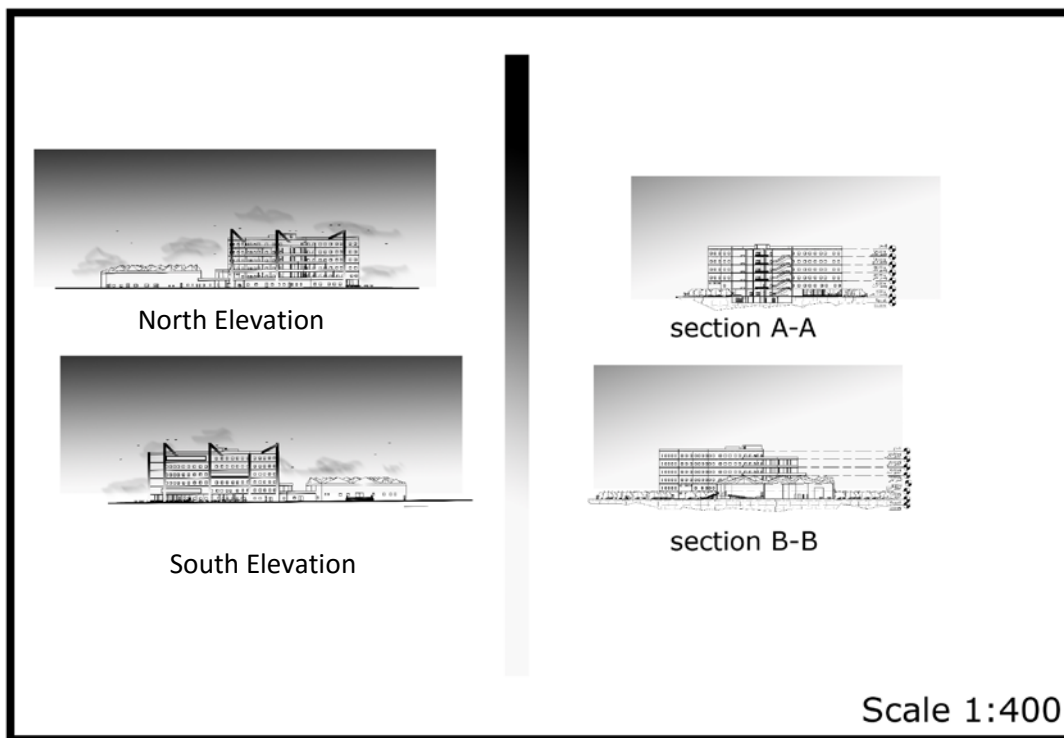 North Elevation
South Elevation
section A-A
section B-B
Scale 1:400